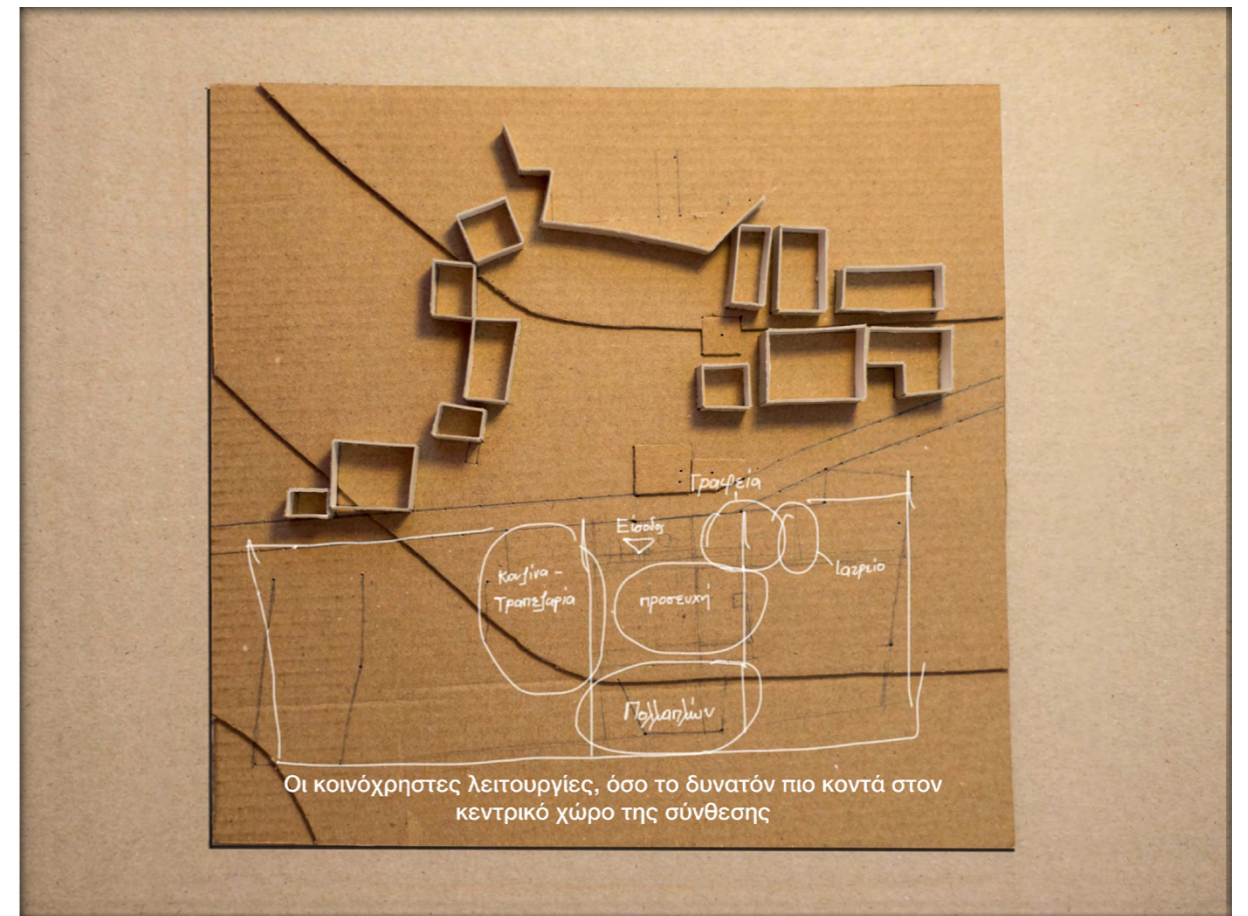 Γραφεία
Είσοδος
Ιατρείο
Κουζίνα -
Τραπεζαρία
προσευχή
Πολλαπλών
Οι κοινόχρηστες λειτουργίες, όσο το δυνατόν πιο κοντά στον
κεντρικό χώρο της σύνθεσης